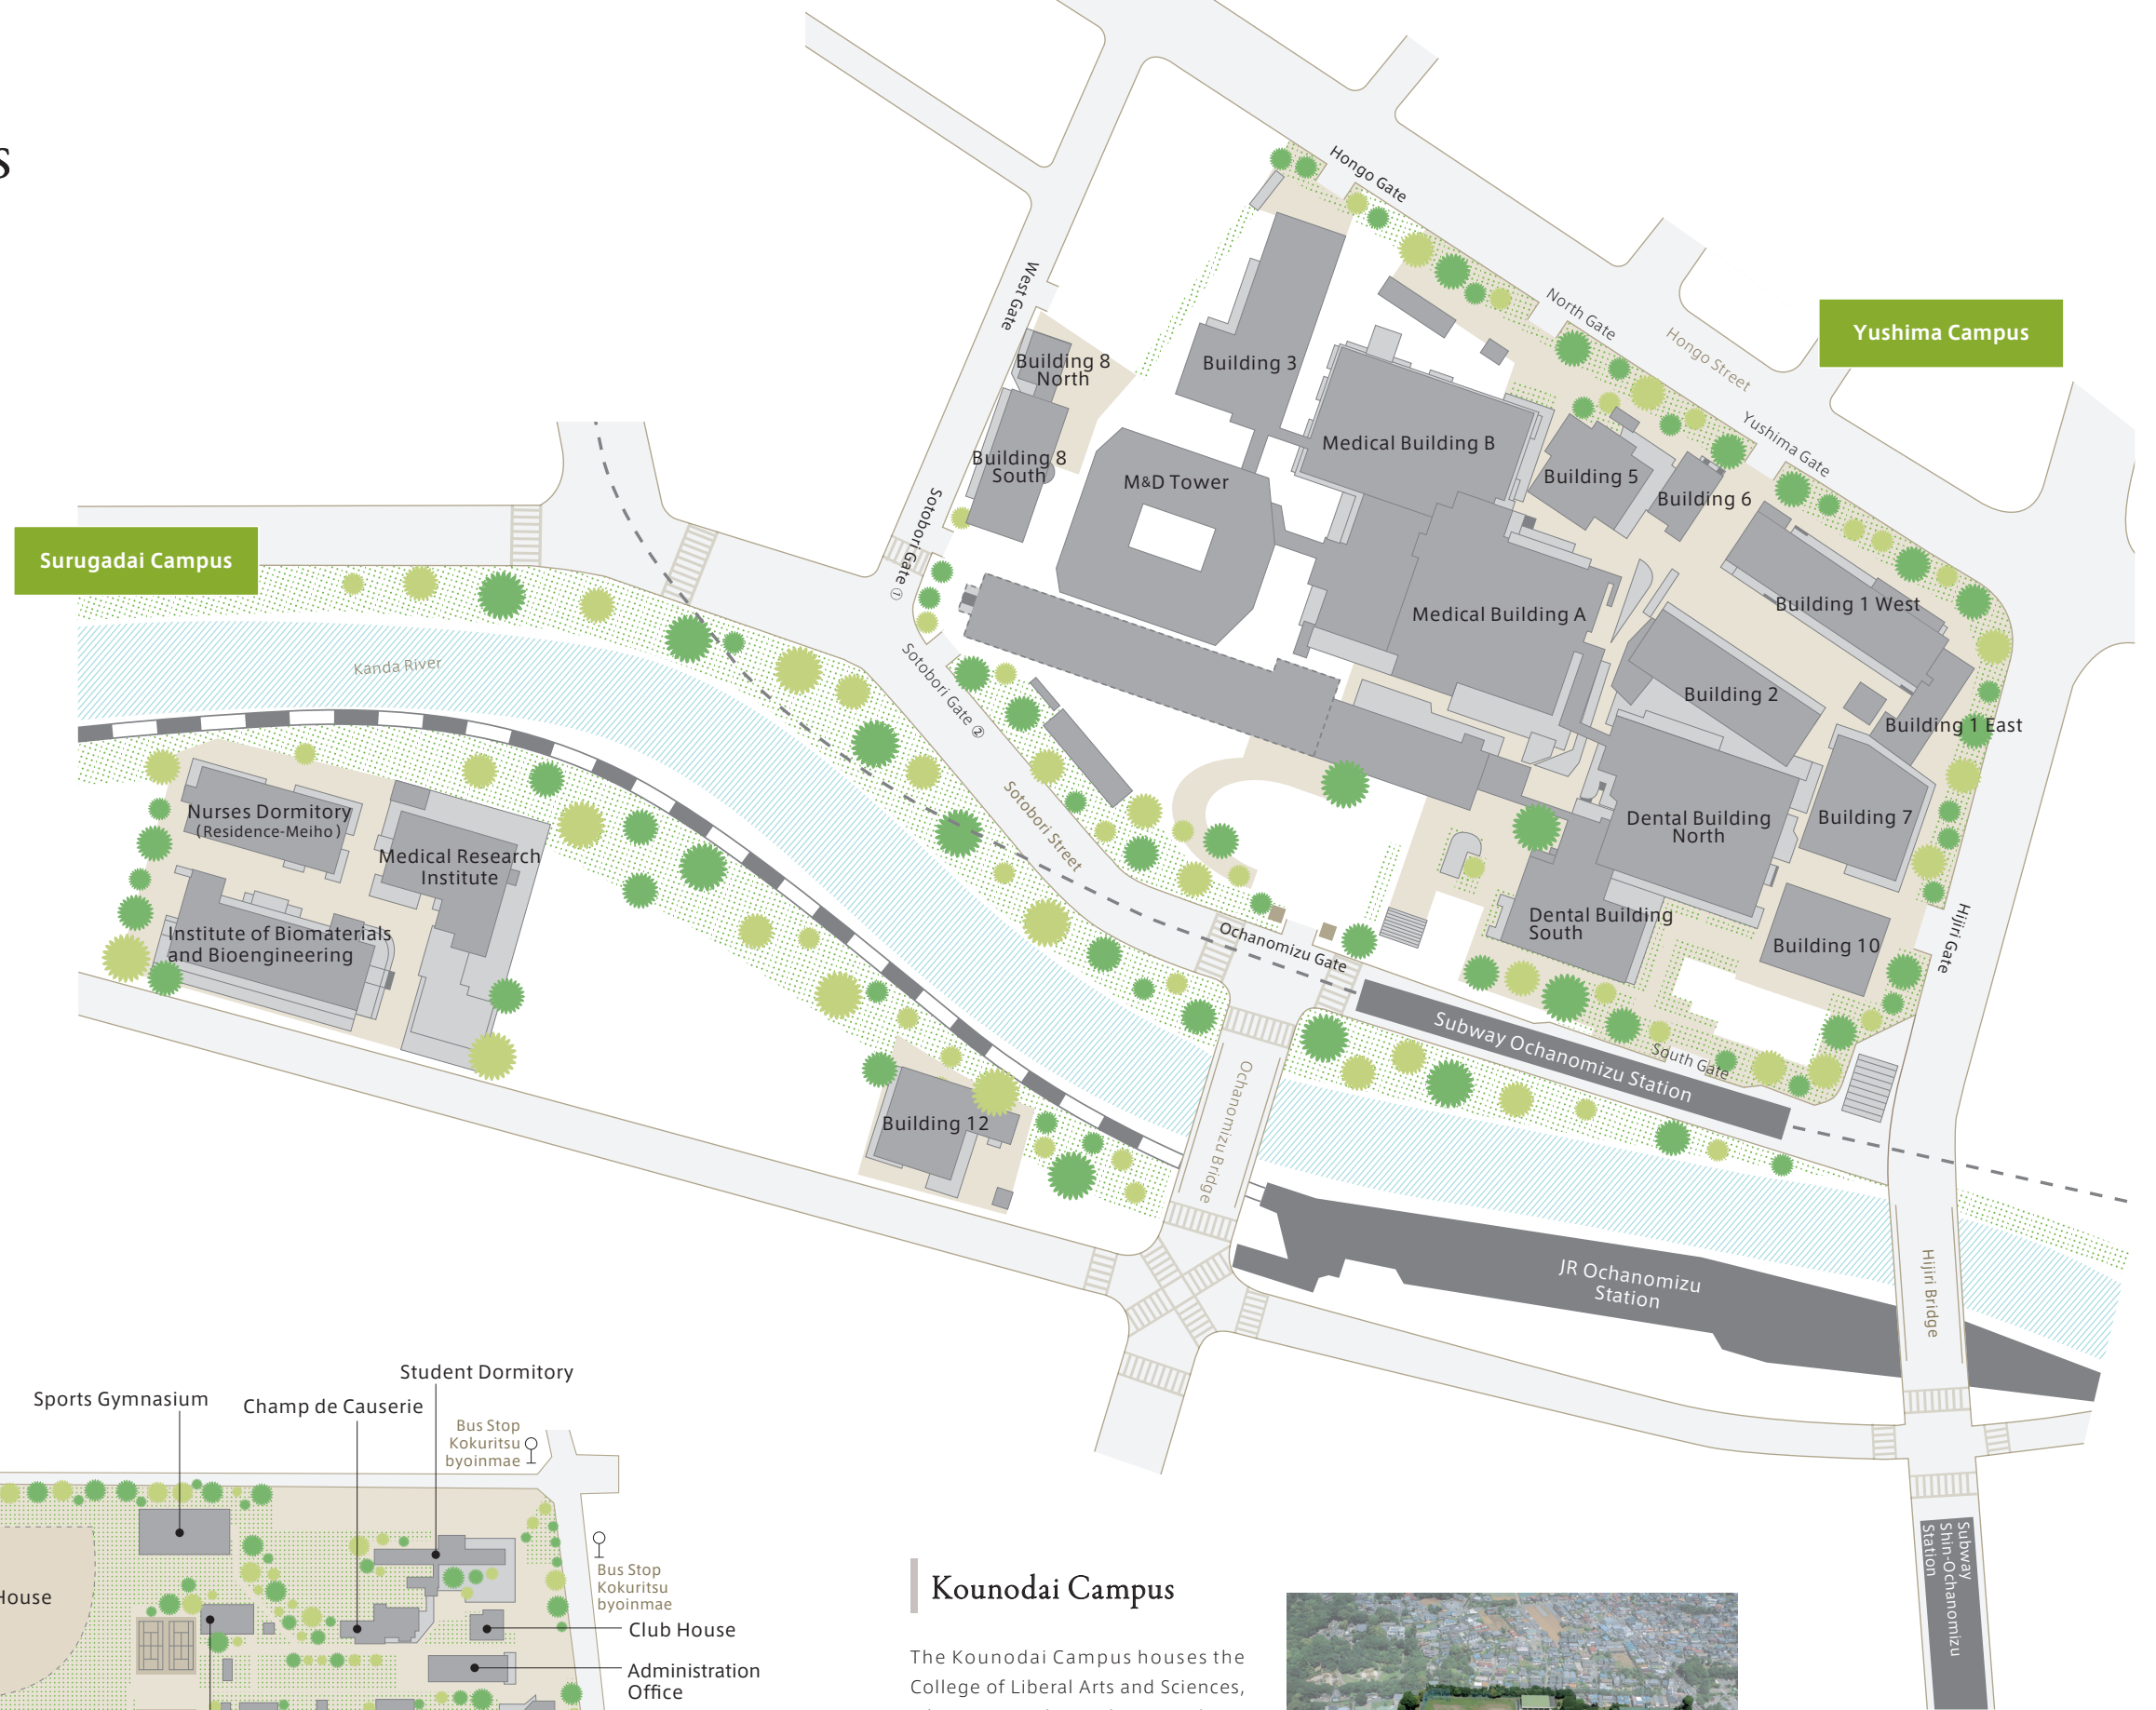 s
Hongo Gate
West Gate
North Gate
Hongo Street
Yushima Campus
Building 8
North
Building 3
Yushima Gate
Medical Building B
Building 8
South
M&D Tower
Building 5
Building 6
Sotobori Gate ①
Surugadai Campus
Building 1 West
Medical Building A
Kanda River
Sotobori Gate ②
Building 2
Building 1 East
Sotobori Street
Nurses Dormitory
(Residence-Meiho)
Dental Building
North
Building 7
Medical Research
Institute
Dental Building
South
Institute of Biomaterials
and Bioengineering
Ochanomizu Gate
Building 10
Hijiri Gate
Subway Ochanomizu Station
South Gate
Building 12
Ochanomizu Bridge
JR Ochanomizu
Station
Hijiri Bridge
Subway
Shin-Ochanomizu
Station
Student Dormitory
Sports Gymnasium
Champ de Causerie
Bus Stop
Kokuritsu
byoinmae
Bus Stop
Kokuritsu
byoinmae
House
Club House
Administration
Office
Kounodai Campus
The Kounodai Campus houses the
College of Liberal Arts and Sciences,